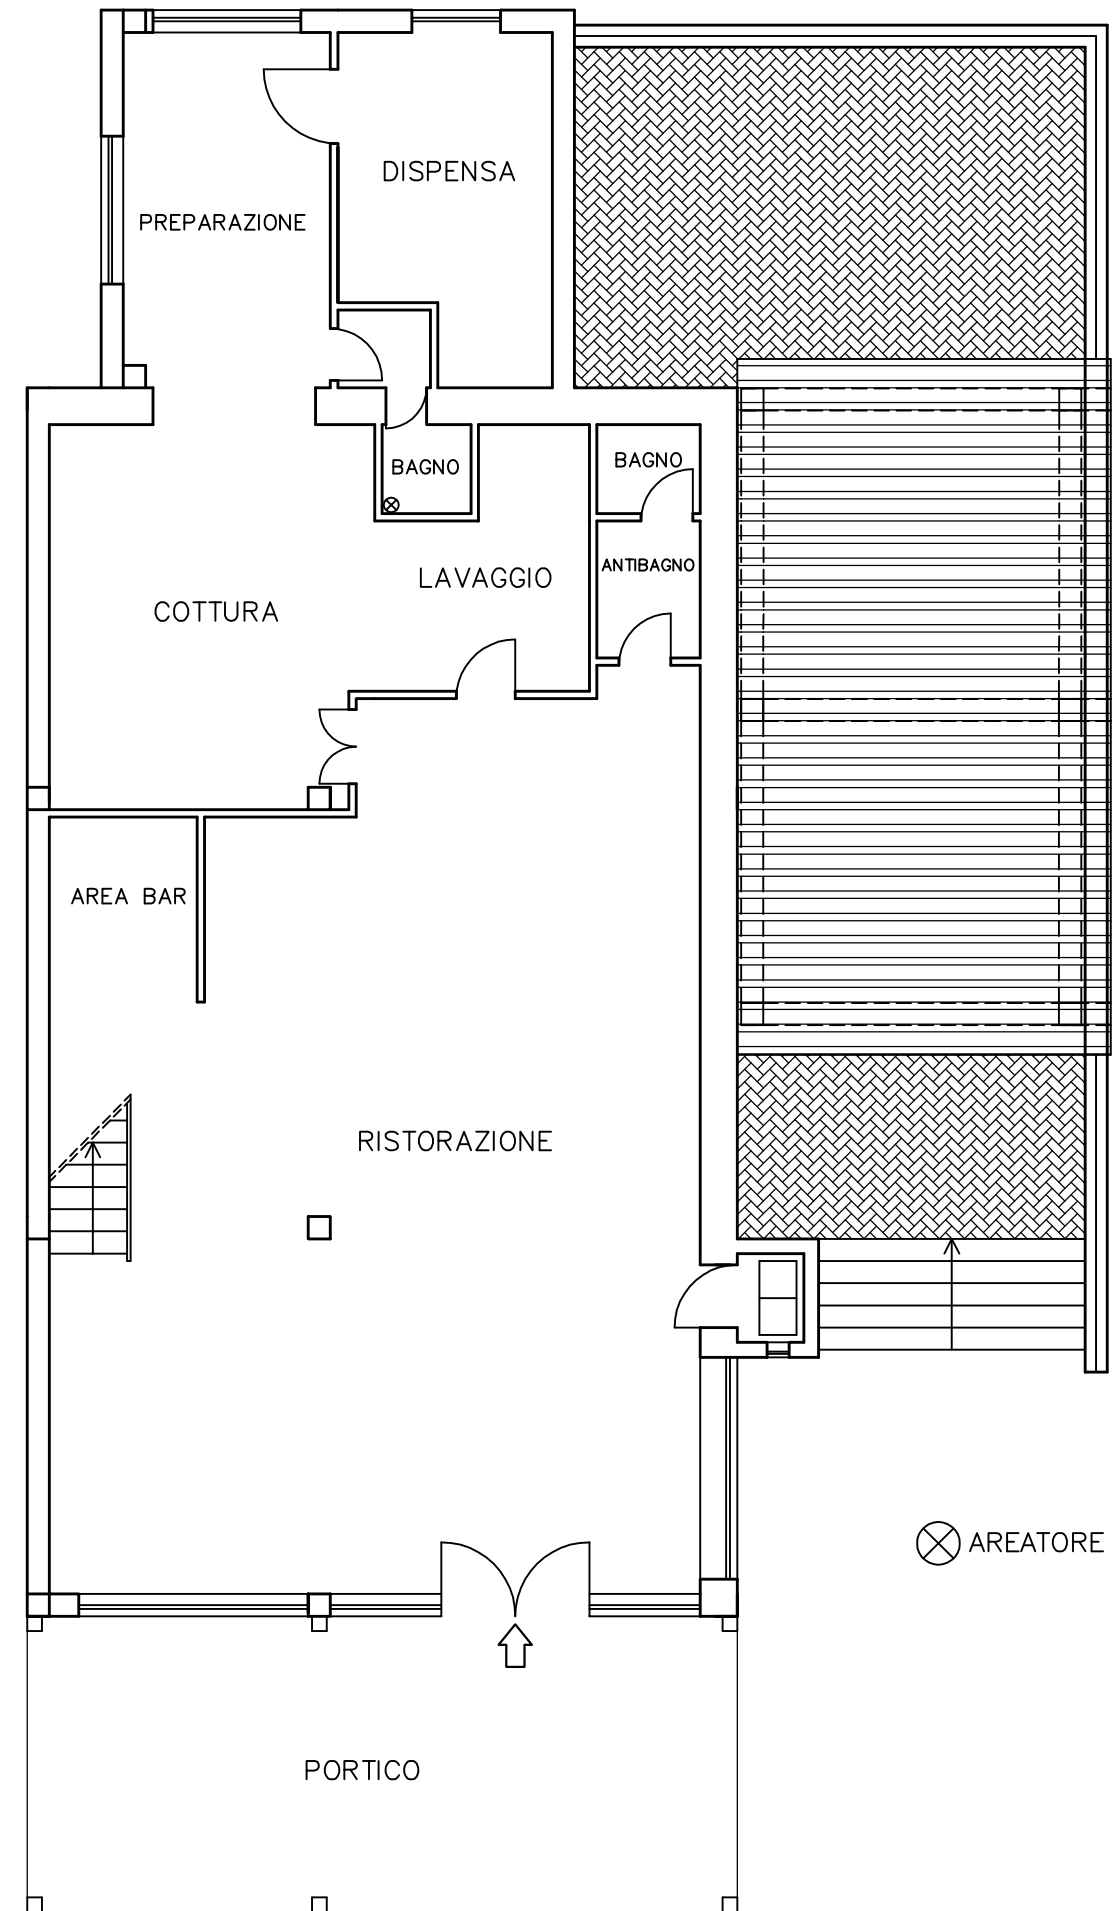 DISPENSA
PREPARAZIONE
BAGNO
BAGNO
ANTIBAGNO
LAVAGGIO
COTTURA
AREA BAR
RISTORAZIONE
AREATORE
PORTICO